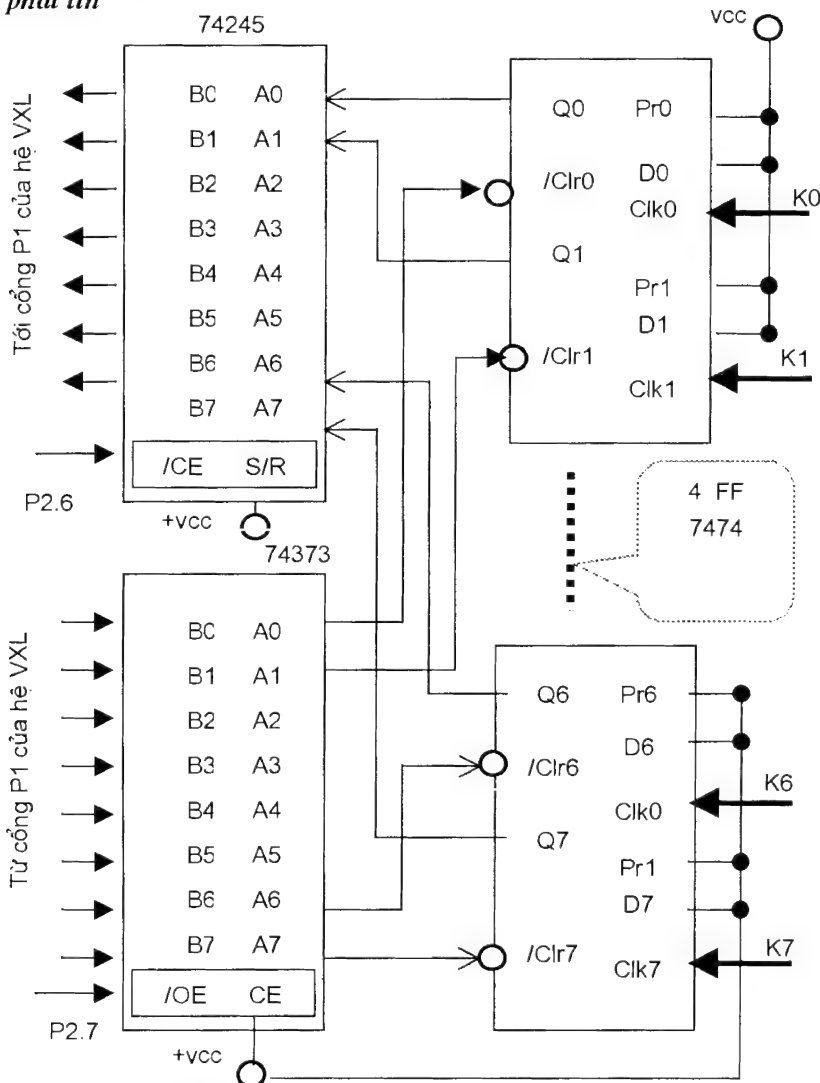 phải tín
74245
Tới cổng P1 của hệ VXL
B0 A0
B1 A1
B2 A2
B3 A3
B4 A4
B5 A5
B6 A6
B7 A7
/CE S/R
P2.6
+vcc
vcc
Q0 Pr0
/Clr0 D0
Clk0
K0
Q1
Pr1
D1
/Clr1
Clk1
K1
4 FF
7474
74373
Từ cổng P1 của hệ VXL
B0 A0
B1 A1
B2 A2
B3 A3
B4 A4
B5 A5
B6 A6
B7 A7
/OE CE
P2.7
+vcc
Q6 Pr6
D6
/Clr6
Clk0
K6
Q7
Pr1
D7
/Clr7
Clk7
K7